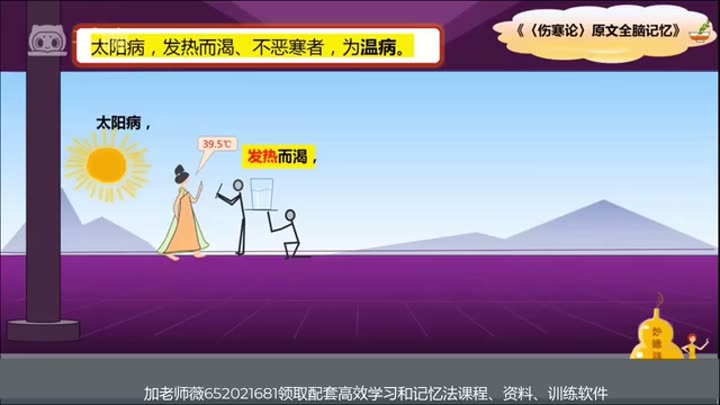 太阳病，发热而渴、不恶寒者，为温病。
《〈伤寒论〉原文全脑记忆》
太阳病，
39.5℃
发热而渴，
加老师薇652021681领取配套高效学习和记忆法课程、资料、训练软件